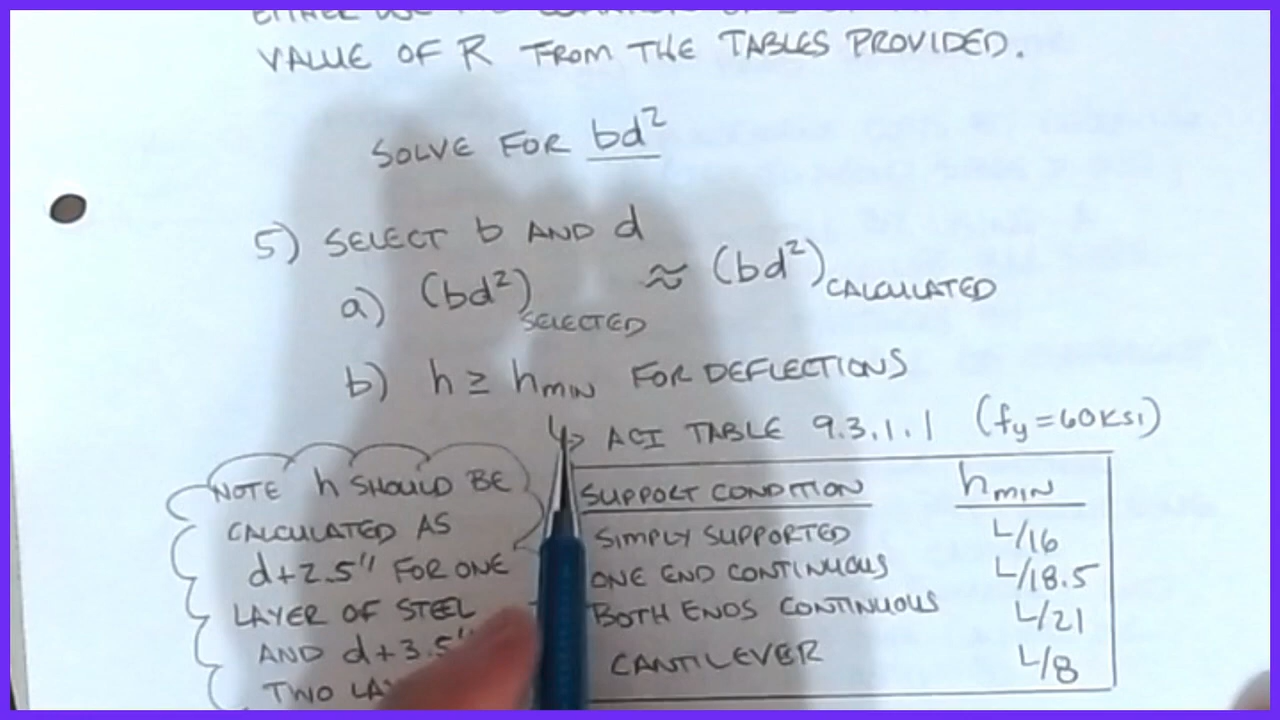 VALUE OF R FROM THE TABLES PROVIDED.
SOLVE FOR bd²
5) SELECT b AND d
a) (bd²)SELECTED ≈ (bd²)CALCULATED
b) h ≥ hMIN FOR DEFLECTIONS
↳ ACI TABLE 9.3.1.1 (fy=60KSI)
NOTE h SHOULD BE
CALCULATED AS
d+2.5" FOR ONE
LAYER OF STEEL
AND d+3.5"
TWO
SUPPORT CONDITION hMIN
SIMPLY SUPPORTED L/16
ONE END CONTINUOUS L/18.5
BOTH ENDS CONTINUOUS L/21
CANTILEVER L/8